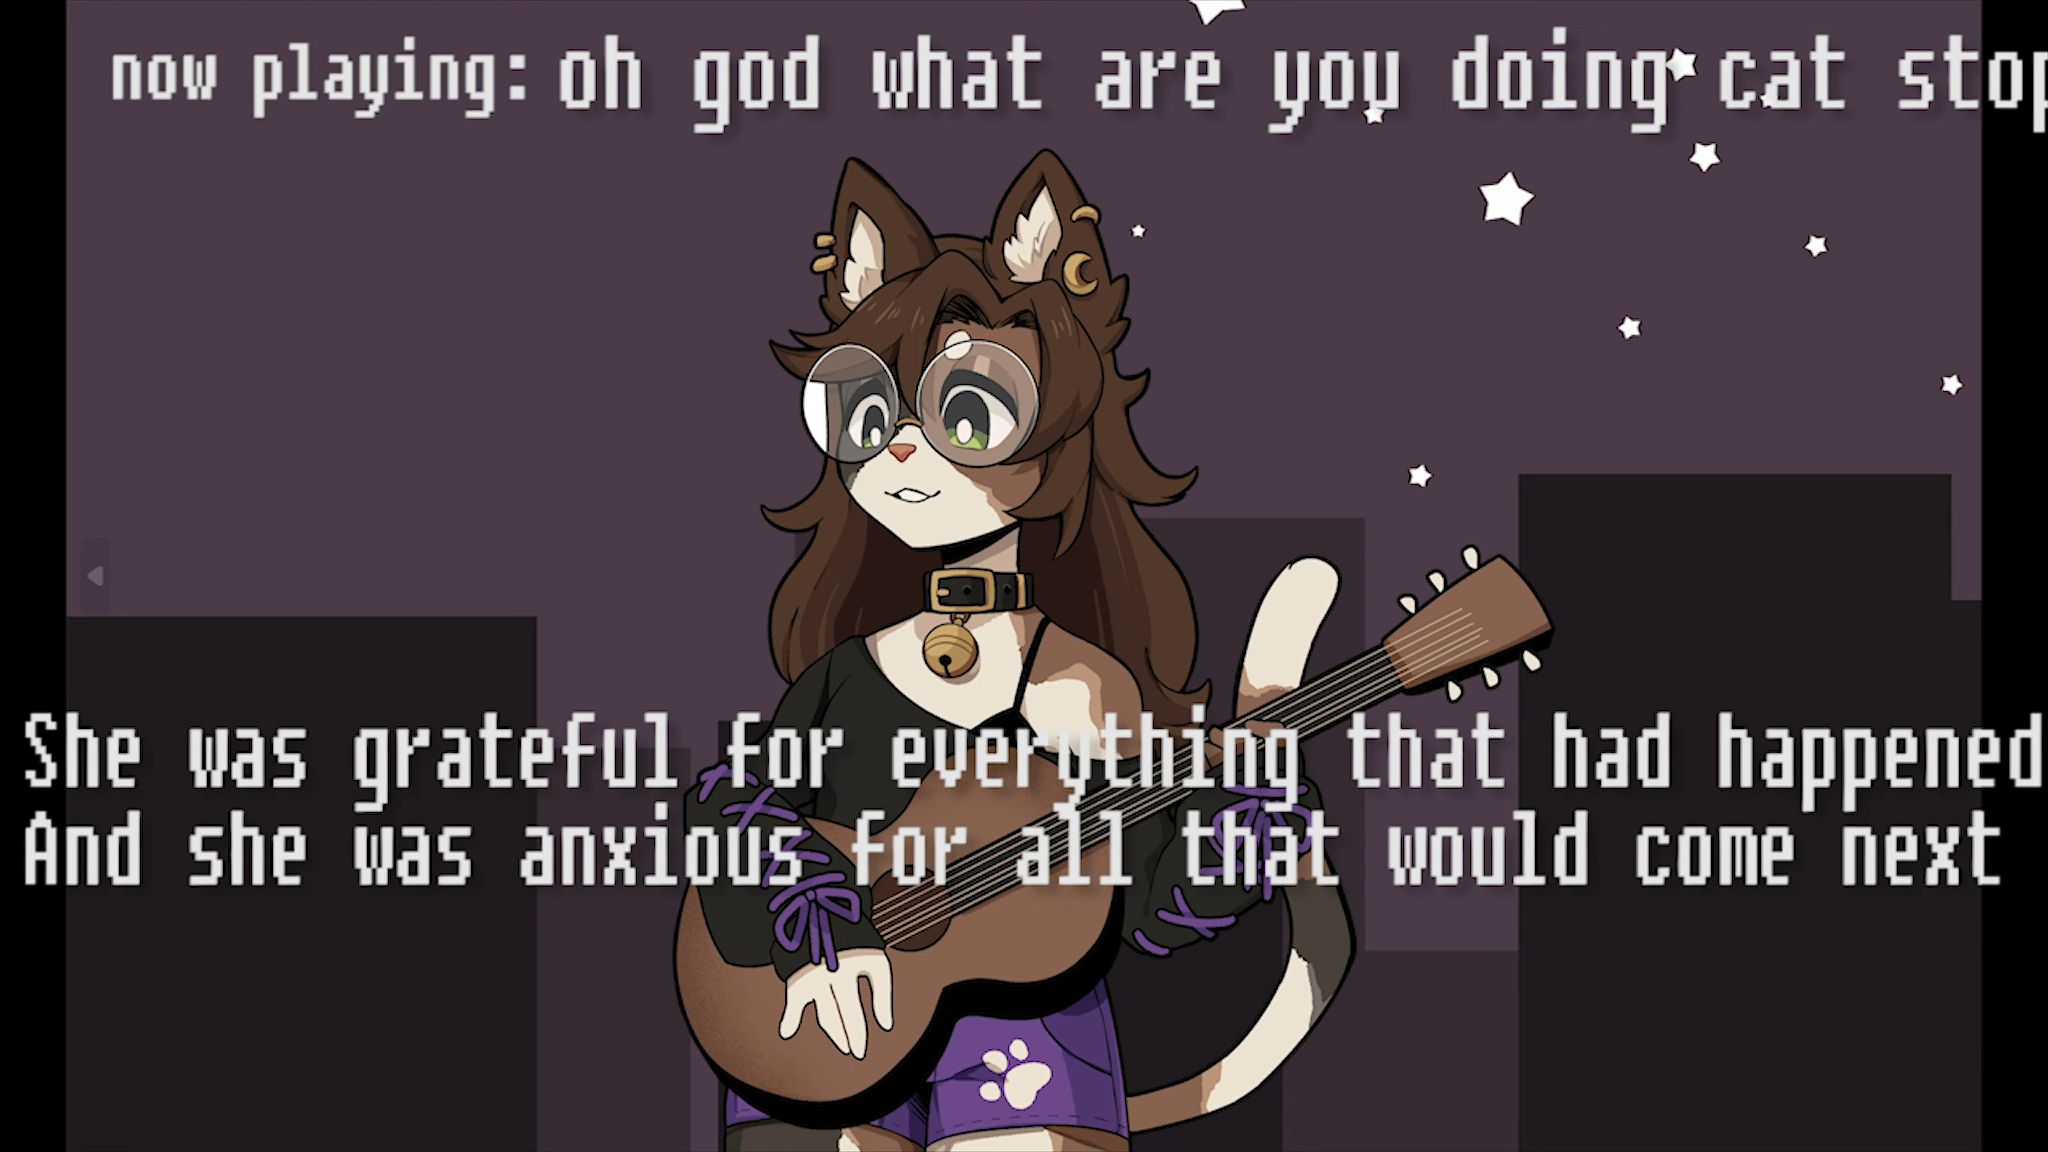 now playing: oh god what are you doing cat stop
She was grateful for everything that had happened
And she was anxious for all that would come next